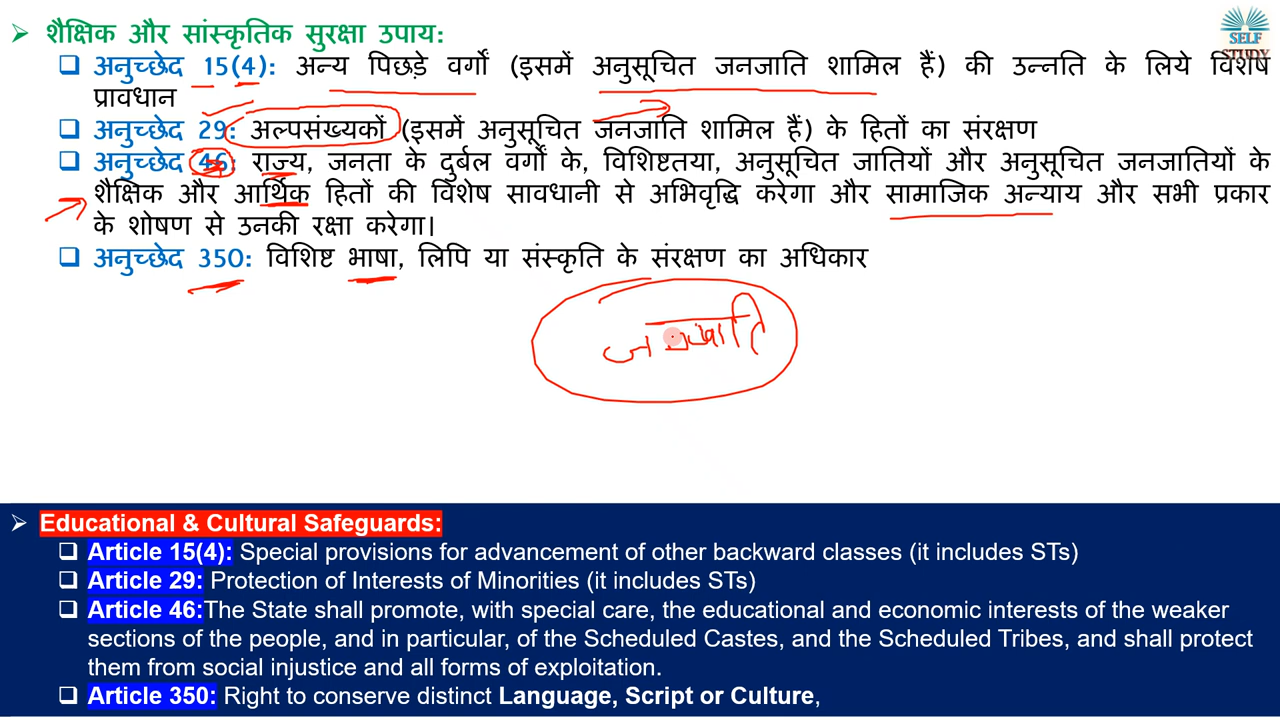 ➢ शैक्षिक और सांस्कृतिक सुरक्षा उपाय:
❑ अनुच्छेद 15(4): अन्य पिछड़े वर्गों (इसमें अनुसूचित जनजाति शामिल हैं) की उन्नति के लिये विशेष
प्रावधान
❑ अनुच्छेद 29: अल्पसंख्यकों (इसमें अनुसूचित जनजाति शामिल हैं) के हितों का संरक्षण
❑ अनुच्छेद 46: राज्य, जनता के दुर्बल वर्गों के, विशिष्टतया, अनुसूचित जातियों और अनुसूचित जनजातियों के
शैक्षिक और आर्थिक हितों की विशेष सावधानी से अभिवृद्धि करेगा और सामाजिक अन्याय और सभी प्रकार
के शोषण से उनकी रक्षा करेगा।
❑ अनुच्छेद 350: विशिष्ट भाषा, लिपि या संस्कृति के संरक्षण का अधिकार
SELF
STUDY
जनजाति
➢ Educational & Cultural Safeguards:
❑ Article 15(4): Special provisions for advancement of other backward classes (it includes STs)
❑ Article 29: Protection of Interests of Minorities (it includes STs)
❑ Article 46:The State shall promote, with special care, the educational and economic interests of the weaker
sections of the people, and in particular, of the Scheduled Castes, and the Scheduled Tribes, and shall protect
them from social injustice and all forms of exploitation.
❑ Article 350: Right to conserve distinct Language, Script or Culture,